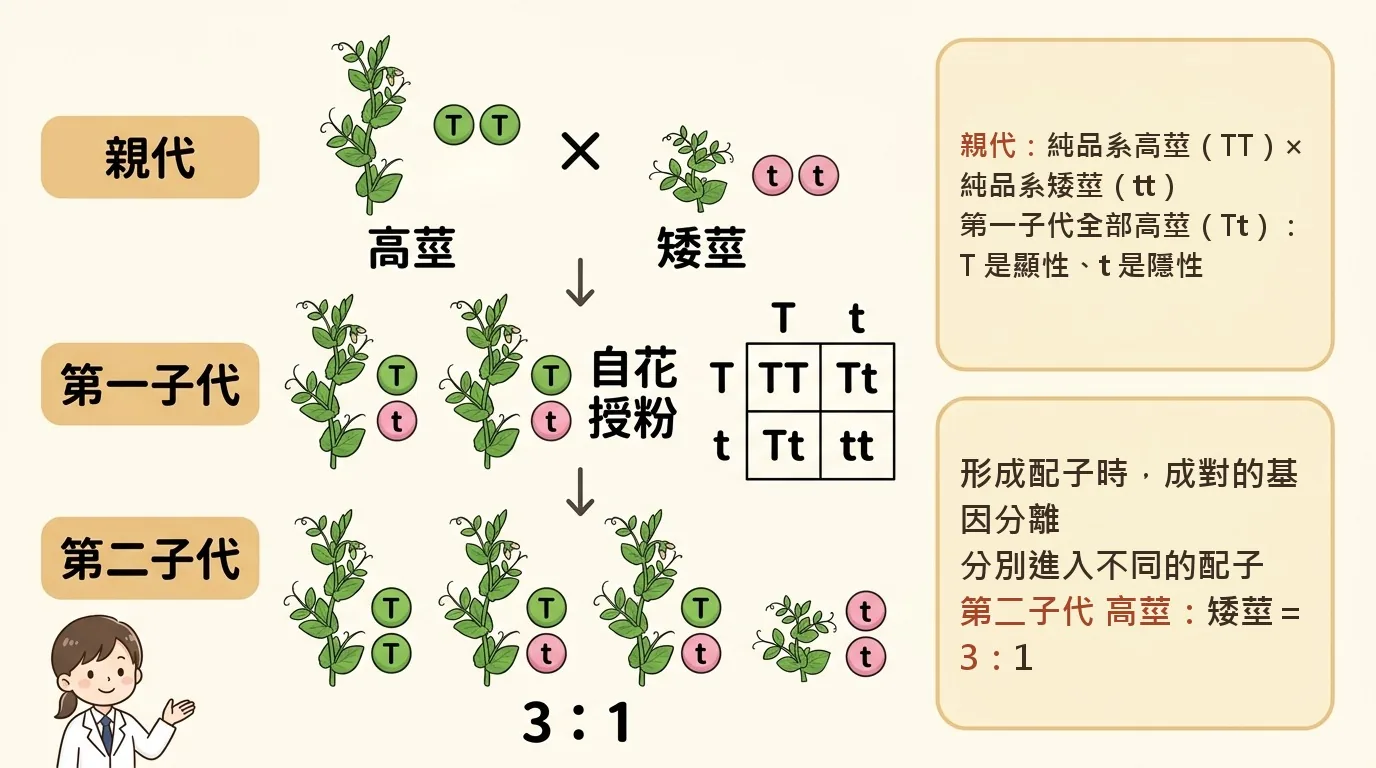 親代
T T
×
t t
高莖
矮莖
第一子代
T
t
T
t
自花
授粉
T t
T TT Tt
t Tt tt
第二子代
T
T
T
t
T
t
t
t
3：1
親代：純品系高莖（TT）×
純品系矮莖（tt）
第一子代全部高莖（Tt）：
T 是顯性、t 是隱性
形成配子時，成對的基
因分離
分別進入不同的配子
第二子代 高莖：矮莖＝
3：1